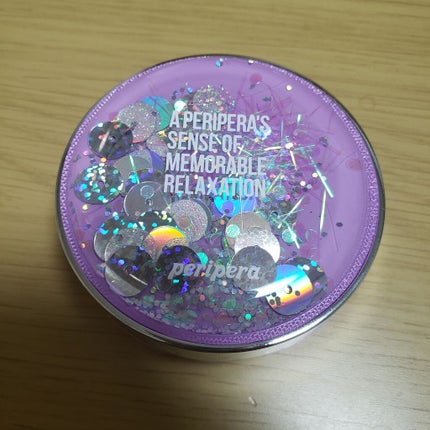 A PERIPERA'S
SENSE OF
MEMORABLE
RELAXATION
peripera